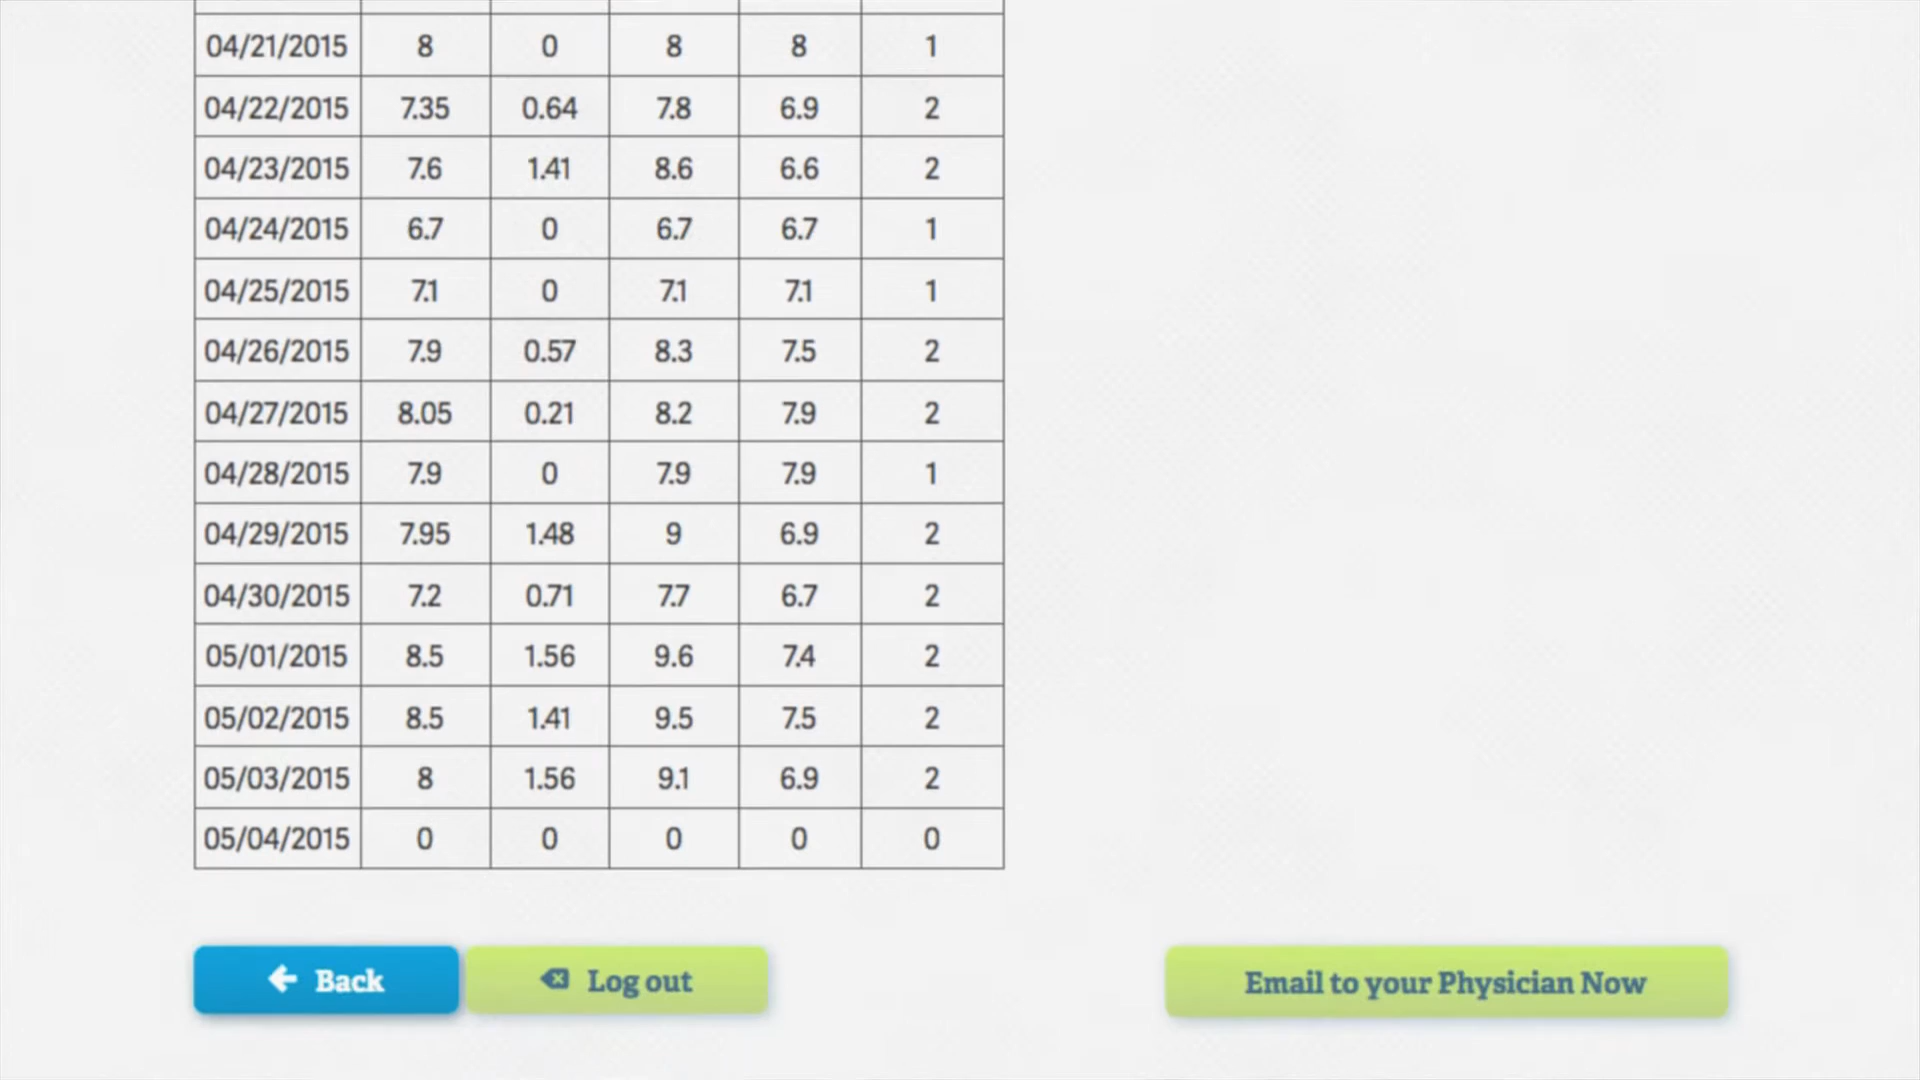 04/21/2015 8 0 8 8 1
04/22/2015 7.35 0.64 7.8 6.9 2
04/23/2015 7.6 1.41 8.6 6.6 2
04/24/2015 6.7 0 6.7 6.7 1
04/25/2015 7.1 0 7.1 7.1 1
04/26/2015 7.9 0.57 8.3 7.5 2
04/27/2015 8.05 0.21 8.2 7.9 2
04/28/2015 7.9 0 7.9 7.9 1
04/29/2015 7.95 1.48 9 6.9 2
04/30/2015 7.2 0.71 7.7 6.7 2
05/01/2015 8.5 1.56 9.6 7.4 2
05/02/2015 8.5 1.41 9.5 7.5 2
05/03/2015 8 1.56 9.1 6.9 2
05/04/2015 0 0 0 0 0
Back Log out Email to your Physician Now